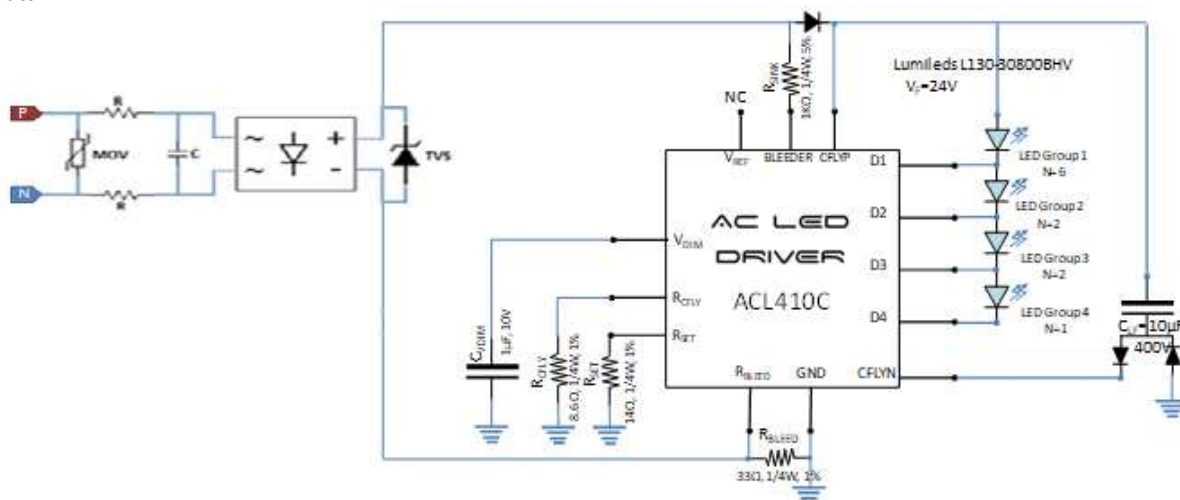 P
R
MOV
C
N
R
~
~
+
-
TVS
R_SINK
1KΩ, 1/4W, 5%
Lumileds L130-30800BHV
V_F=24V
NC
V_REF
BLEEDER
CFLYP
D1
D2
D3
D4
AC LED
DRIVER
ACL410C
V_DIM
R_CFLY
R_SET
R_BLEED
GND
CFLYN
LED Group 1
N=6
LED Group 2
N=2
LED Group 3
N=2
LED Group 4
N=1
C_VDIM
1µF, 10V
R_CFLY
8.6Ω, 1/4W, 1%
R_SET
14Ω, 1/4W, 1%
R_BLEED
33Ω, 1/4W, 1%
=10µF
400V